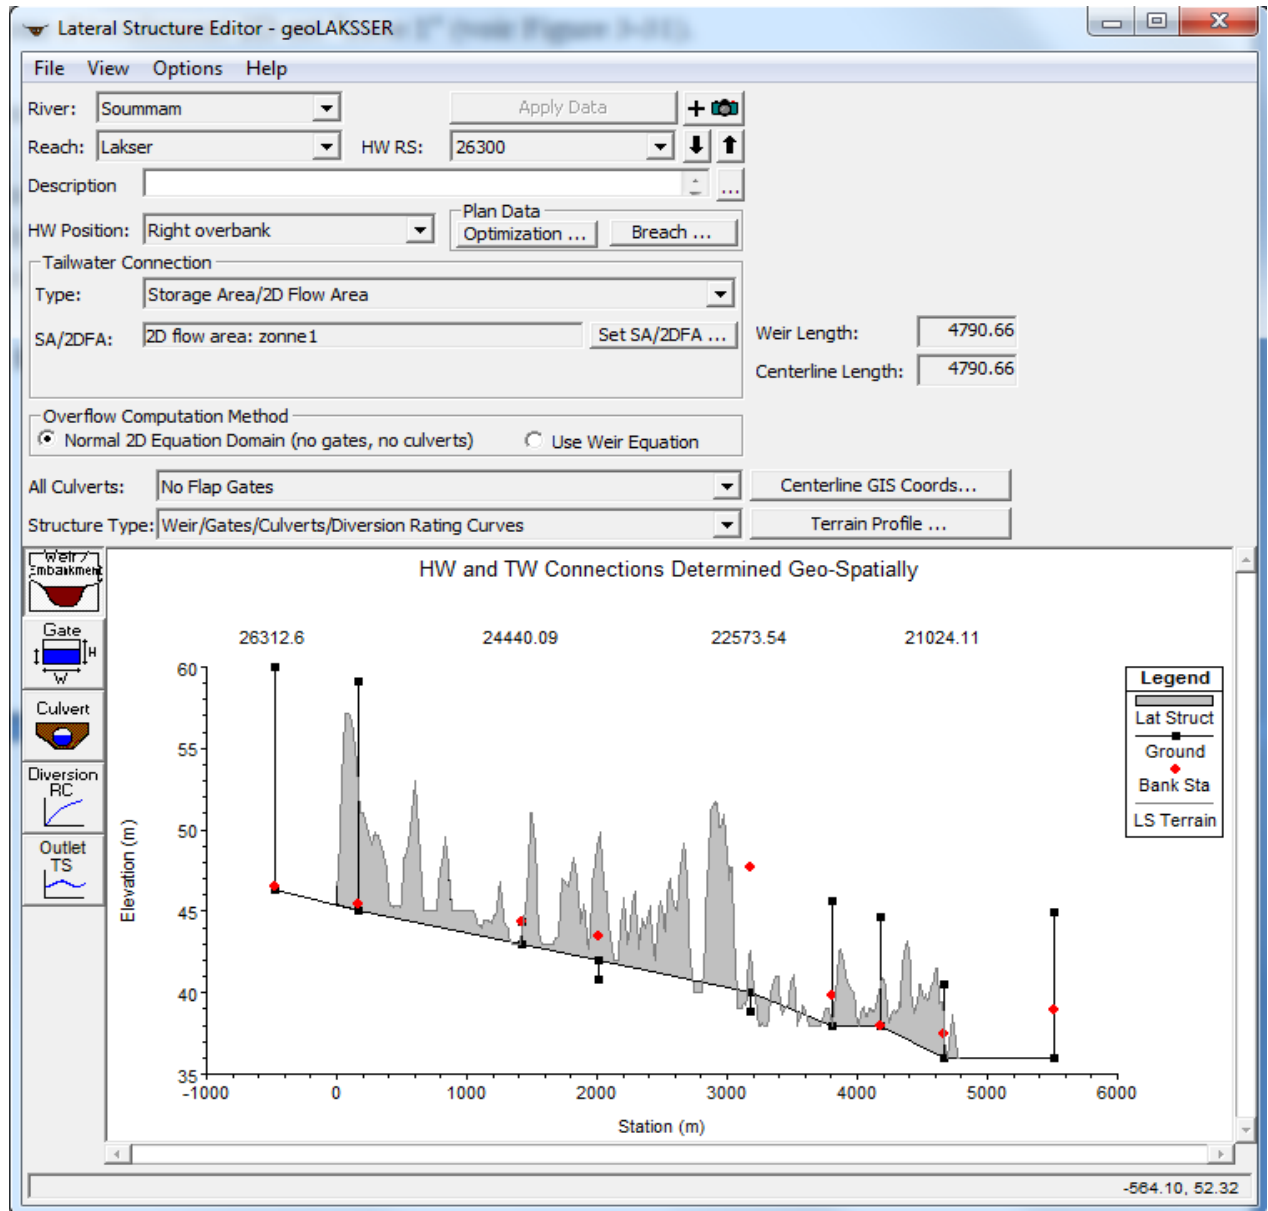 Lateral Structure Editor - geoLAKSSER
File View Options Help
River: Soummam Apply Data +
Reach: Lakser HW RS: 26300
Description ...
HW Position: Right overbank Plan Data Optimization ... Breach ...
Tailwater Connection
Type: Storage Area/2D Flow Area
SA/2DFA: 2D flow area: zonne1 Set SA/2DFA ... Weir Length: 4790.66
Centerline Length: 4790.66
Overflow Computation Method
Normal 2D Equation Domain (no gates, no culverts) Use Weir Equation
All Culverts: No Flap Gates Centerline GIS Coords...
Structure Type: Weir/Gates/Culverts/Diversion Rating Curves Terrain Profile ...
Weir/
Embankment
Gate
H
W
Culvert
Diversion
RC
Outlet
TS
HW and TW Connections Determined Geo-Spatially
26312.6 24440.09 22573.54 21024.11
60
55
50
45
40
35
Elevation (m)
-1000 0 1000 2000 3000 4000 5000 6000
Station (m)
Legend
Lat Struct
Ground
Bank Sta
LS Terrain
-564.10, 52.32